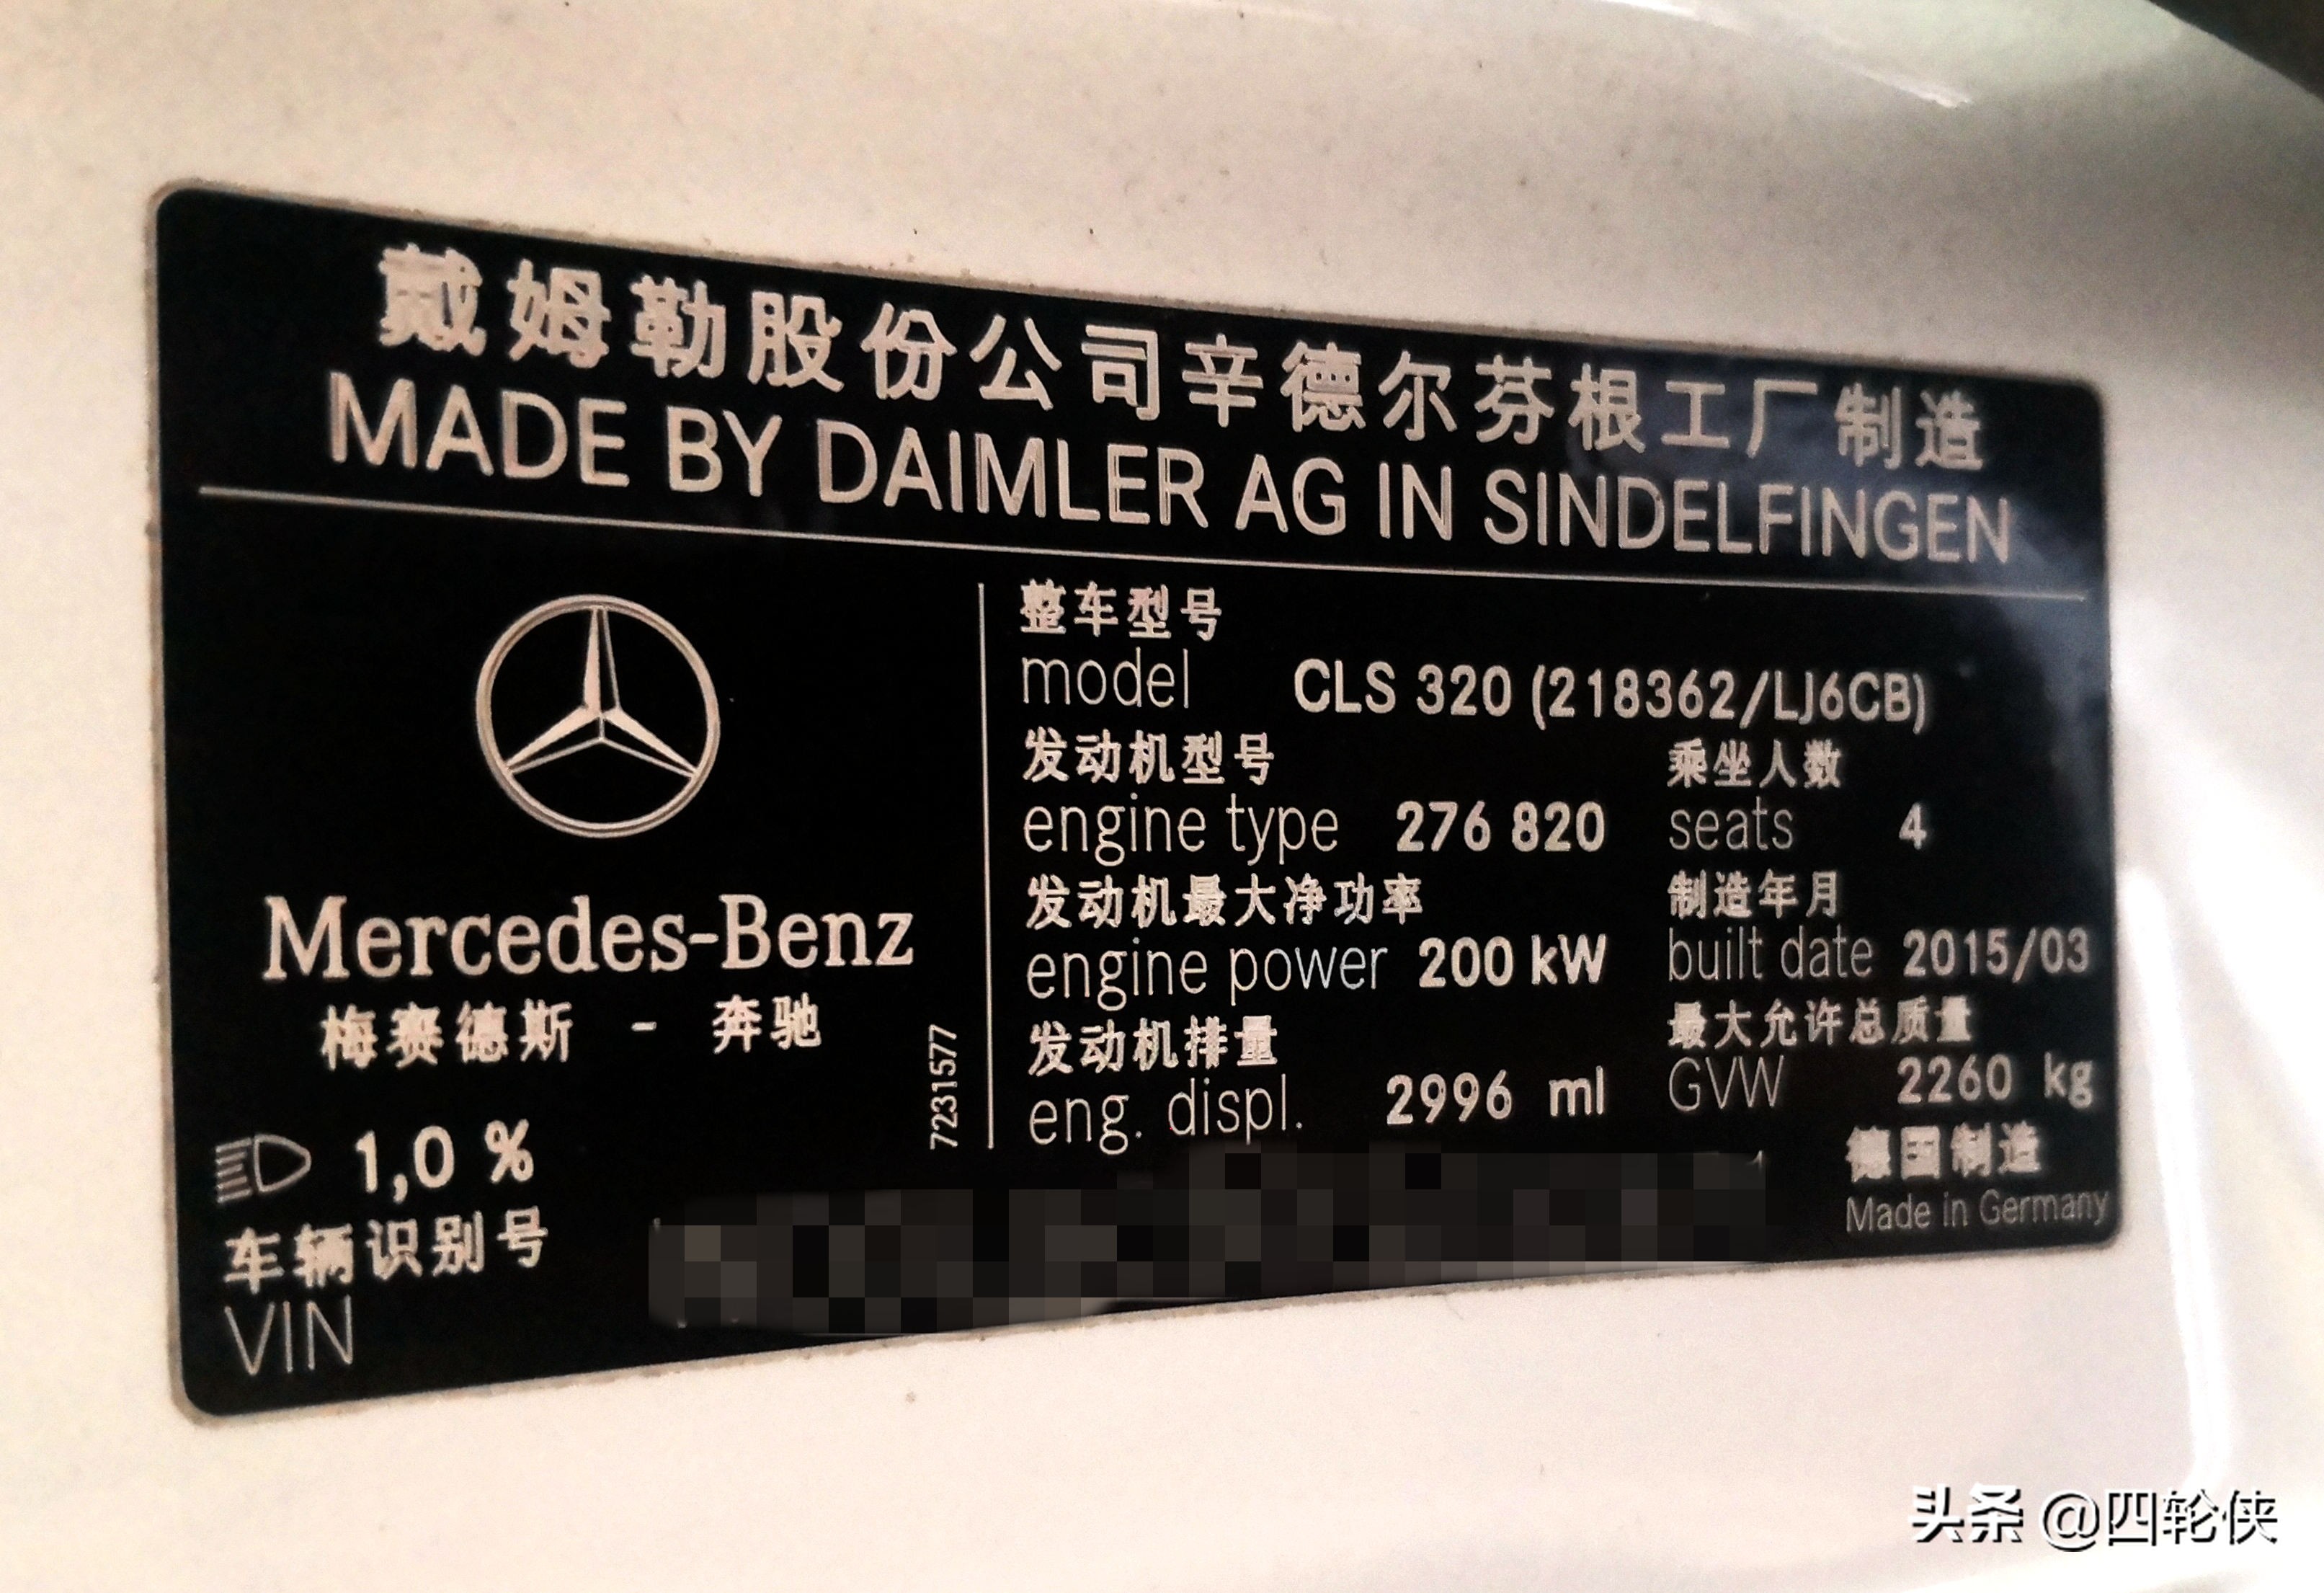 戴姆勒股份公司辛德尔芬根工厂制造
MADE BY DAIMLER AG IN SINDELFINGEN
Mercedes-Benz
梅赛德斯 - 奔驰
7231577
1,0 %
整车型号
model CLS 320 (218362/LJ6CB)
发动机型号 乘坐人数
engine type 276 820 seats 4
发动机最大净功率 制造年月
engine power 200 kW built date 2015/03
发动机排量 最大允许总质量
eng. displ. 2996 ml GVW 2260 kg
德国制造
Made in Germany
车辆识别号
VIN
头条 @四轮侠